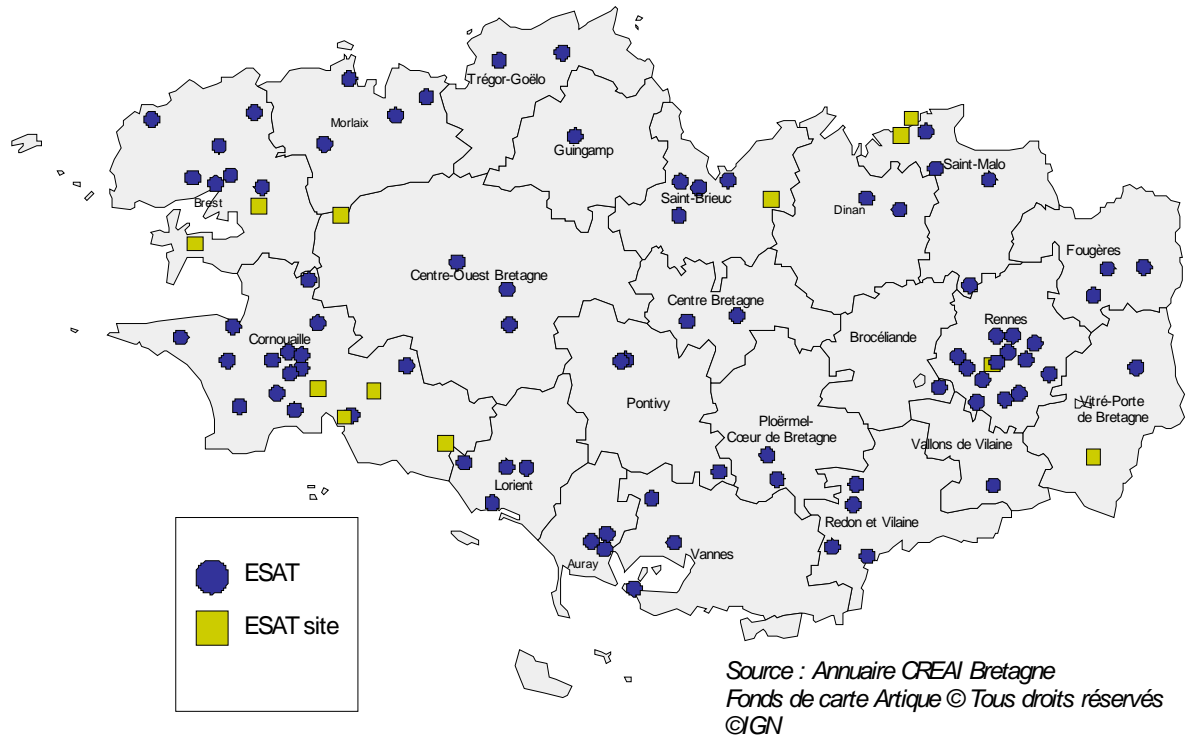 Trégor-Goëlo
Morlaix
Guingamp
Saint-Malo
Saint-Brieuc
Brest
Dinan
Fougères
Centre-Ouest Bretagne
Centre Bretagne
Rennes
Brocéliande
Cornouaille
Pontivy
Vitré-Porte
de Bretagne
Ploërmel-
Cœur de Bretagne
Vallons de Vilaine
Lorient
Redon et Vilaine
Vannes
Auray
ESAT
ESAT site
Source : Annuaire CREAI Bretagne
Fonds de carte Artique © Tous droits réservés
©IGN